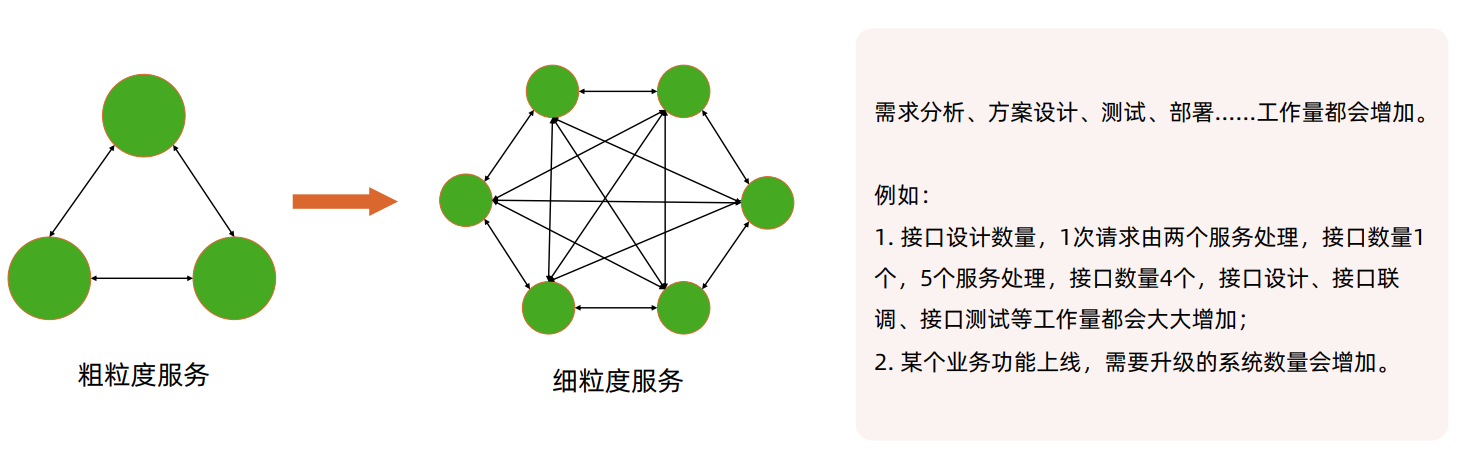 粗粒度服务
细粒度服务
需求分析、方案设计、测试、部署……工作量都会增加。
例如：
1. 接口设计数量，1次请求由两个服务处理，接口数量1
个，5个服务处理，接口数量4个，接口设计、接口联
调、接口测试等工作量都会大大增加；
2. 某个业务功能上线，需要升级的系统数量会增加。